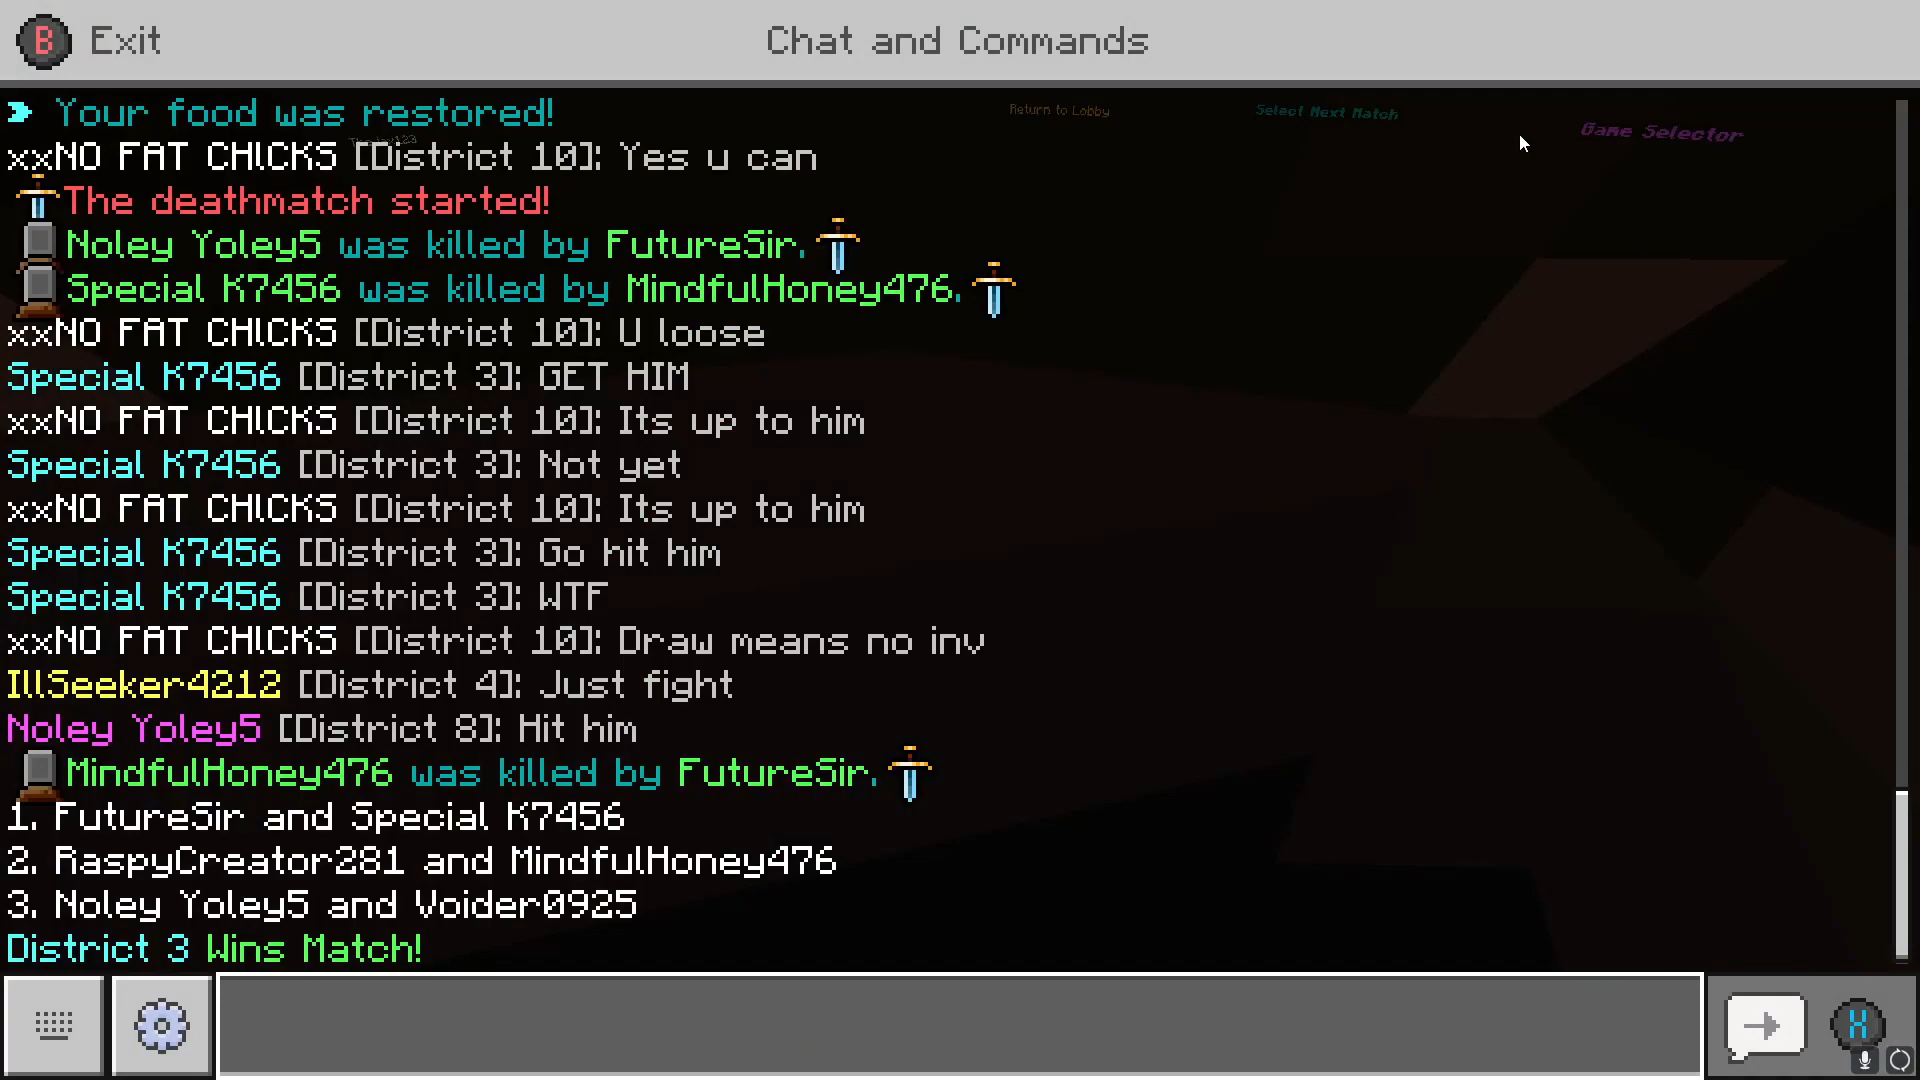 B Exit
Chat and Commands
Your food was restored!
Return to Lobby
Select Next Match
Game Selector
xxNO FAT CHlCKS [District 10]: Yes u can
The deathmatch started!
Noley Yoley5 was killed by FutureSir.
Special K7456 was killed by MindfulHoney476.
xxNO FAT CHlCKS [District 10]: U loose
Special K7456 [District 3]: GET HIM
xxNO FAT CHlCKS [District 10]: Its up to him
Special K7456 [District 3]: Not yet
xxNO FAT CHlCKS [District 10]: Its up to him
Special K7456 [District 3]: Go hit him
Special K7456 [District 3]: WTF
xxNO FAT CHlCKS [District 10]: Draw means no inv
IllSeeker4212 [District 4]: Just fight
Noley Yoley5 [District 8]: Hit him
MindfulHoney476 was killed by FutureSir.
1. FutureSir and Special K7456
2. RaspyCreator281 and MindfulHoney476
3. Noley Yoley5 and Voider0925
District 3 Wins Match!
X